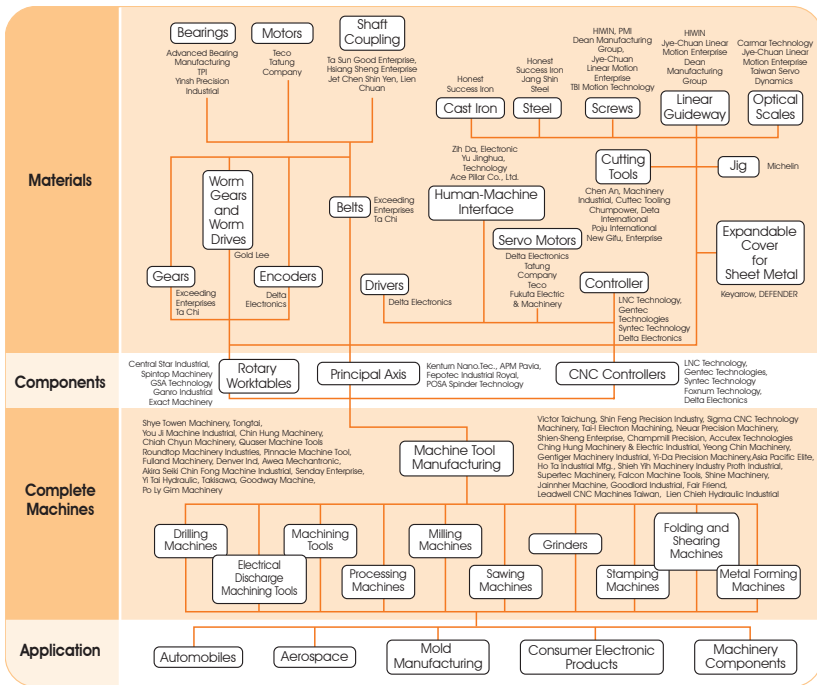 Materials
Bearings
Advanced Bearing
Manufacturing
TPI
Yinsh Precision
Industrial
Motors
Teco
Tatung
Company
Shaft
Coupling
Ta Sun Good Enterprise,
Hsiang Sheng Enterprise
Jet Chen Shin Yen, Lien
Chuan
Honest
Success Iron
Cast Iron
Honest
Success Iron
Jang Shin
Steel
Steel
HIWIN, PMI
Dean Manufacturing
Group,
Jye-Chuan
Linear Motion
Enterprise
TBI Motion Technology
Screws
HIWIN
Jye-Chuan Linear
Motion Enterprise
Dean
Manufacturing
Group
Linear
Guideway
Carmar Technology
Jye-Chuan Linear
Motion Enterprise
Taiwan Servo
Dynamics
Optical
Scales
Zih Da, Electronic
Yu Jinghua,
Technology
Ace Pillar Co., Ltd.
Human-Machine
Interface
Cutting
Tools
Chen An, Machinery
Industrial, Cuttec Tooling
Chumpower, Deta
International
Poju International
New Gifu, Enterprise
Jig
Michelin
Worm
Gears
and
Worm
Drives
Gold Lee
Belts
Exceeding
Enterprises
Ta Chi
Servo Motors
Delta Electronics
Tatung
Company
Teco
Fukuta Electric
& Machinery
Expandable
Cover
for
Sheet Metal
Keyarrow, DEFENDER
Gears
Exceeding
Enterprises
Ta Chi
Encoders
Delta
Electronics
Drivers
Delta Electronics
Controller
LNC Technology,
Gentec
Technologies
Syntec Technology
Delta Electronics
Components
Central Star Industrial,
Spintop Machinery
GSA Technology
Ganro Industrial
Exact Machinery
Rotary
Worktables
Principal Axis
Kenturn Nano.Tec., APM Pavia,
Fepotec Industrial Royal,
POSA Spinder Technology
CNC Controllers
LNC Technology,
Gentec Technologies,
Syntec Technology
Foxnum Technology,
Delta Electronics
Complete
Machines
Shye Towen Machinery, Tongtai,
You Ji Machine Industrial, Chin Hung Machinery,
Chiah Chyun Machinery, Quaser Machine Tools
Roundtop Machinery Industries, Pinnacle Machine Tool,
Fulland Machinery, Denver Ind, Awea Mechantronic,
Akira Seiki Chin Fong Machine Industrial, Senday Enterprise,
Yi Tai Hydraulic, Takisawa, Goodway Machine,
Po Ly Gim Machinery
Machine Tool
Manufacturing
Victor Taichung, Shin Feng Precision Industry, Sigma CNC Technology
Machinery, Tai-I Electron Machining, Neuar Precision Machinery,
Shien-Sheng Enterprise, Champmill Precision, Accutex Technologies
Ching Hung Machinery & Electric Industrial, Yeong Chin Machinery,
Gentiger Machinery Industrial, Yi-Da Precision Machinery,Asia Pacific Elite,
Ho Ta Industrial Mfg., Shieh Yih Machinery Industry Proth Industrial,
Supertec Machinery, Falcon Machine Tools, Shine Machinery,
Jainnher Machine, Goodlord Industrial, Fair Friend,
Leadwell CNC Machines Taiwan, Lien Chieh Hydraulic Industrial
Drilling
Machines
Electrical
Discharge
Machining Tools
Machining
Tools
Processing
Machines
Milling
Machines
Sawing
Machines
Grinders
Stamping
Machines
Folding and
Shearing
Machines
Metal Forming
Machines
Application
Automobiles
Aerospace
Mold
Manufacturing
Consumer Electronic
Products
Machinery
Components